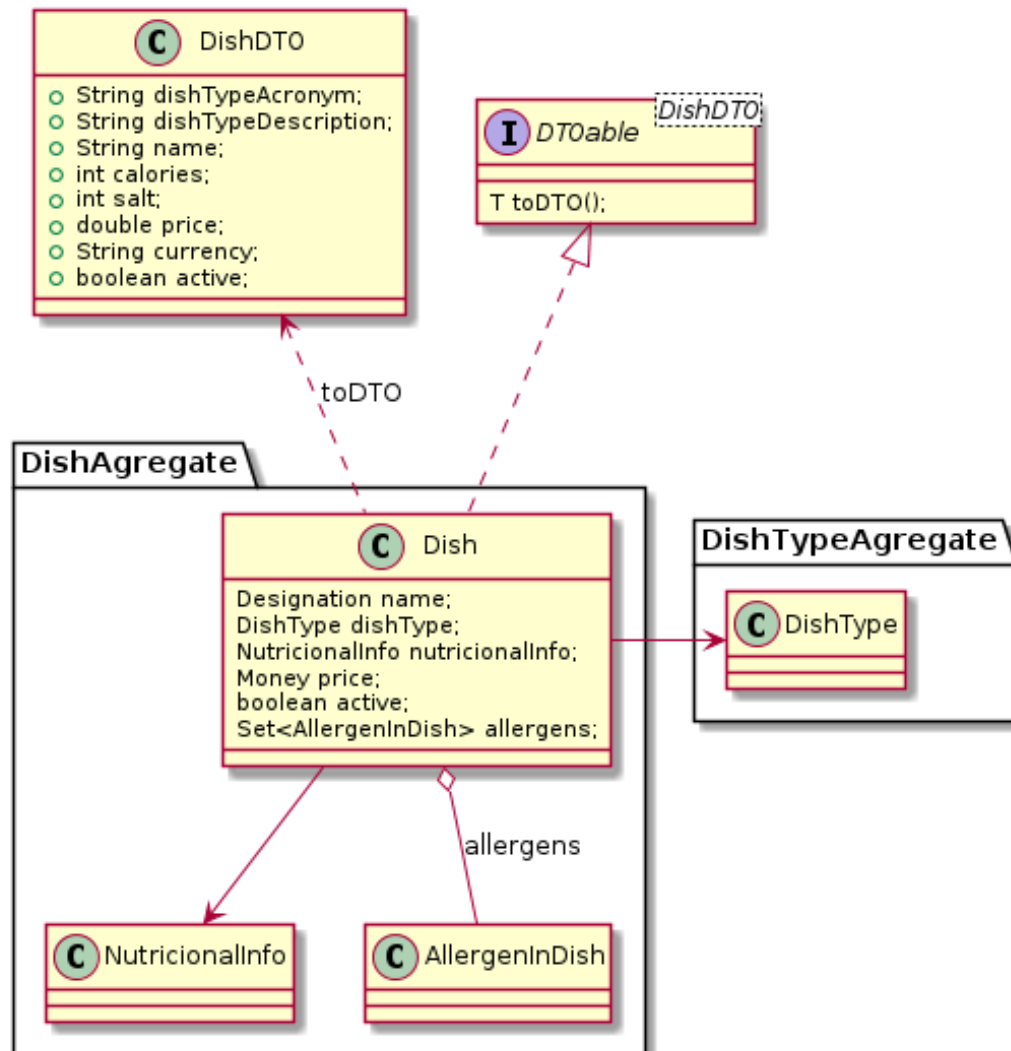 C DishDTO
String dishTypeAcronym;
String dishTypeDescription;
String name;
int calories;
int salt;
double price;
String currency;
boolean active;
DishDTO
I DTOable
T toDTO();
toDTO
DishAgregate
C Dish
Designation name;
DishType dishType;
NutricionalInfo nutricionalInfo;
Money price;
boolean active;
Set<AllergenInDish> allergens;
DishTypeAgregate
C DishType
allergens
C NutricionalInfo
C AllergenInDish